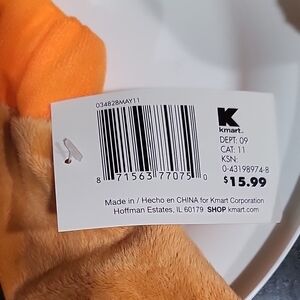 034828MAY11
K
kmart.
DEPT: 09
CAT: 11
KSN:
0-43198974-8
$15.99
8 71563 77075 0
Made in / Hecho en CHINA for Kmart Corporation
Hoffman Estates, IL 60179 SHOP kmart.com